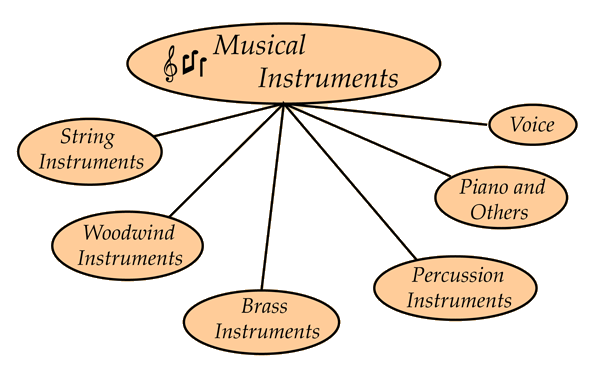 Musical
Instruments
String
Instruments
Woodwind
Instruments
Brass
Instruments
Percussion
Instruments
Piano and
Others
Voice